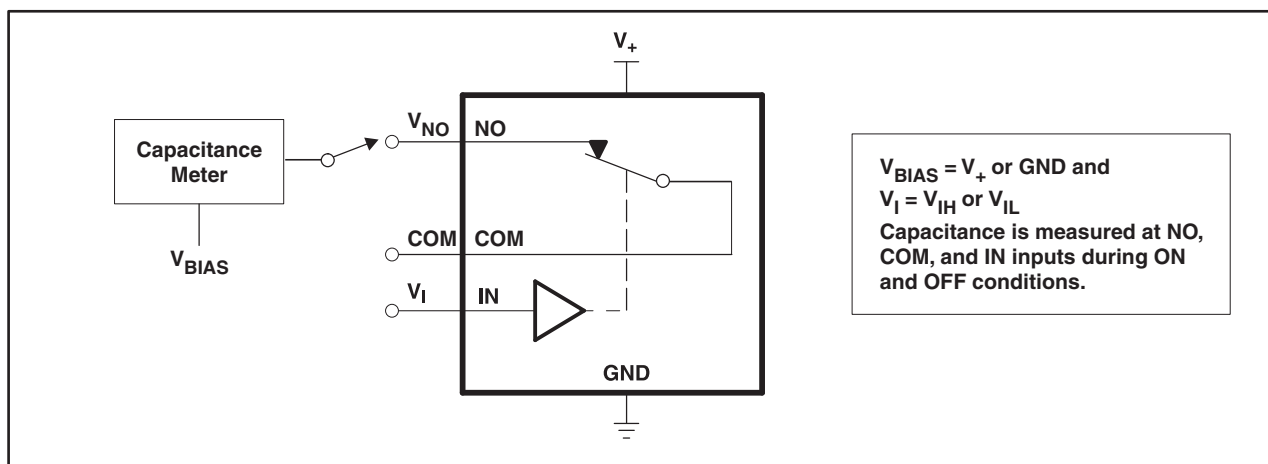 V+
Capacitance
Meter
VBIAS
VNO NO
COM COM
VI IN
GND
VBIAS = V+ or GND and
VI = VIH or VIL
Capacitance is measured at NO,
COM, and IN inputs during ON
and OFF conditions.